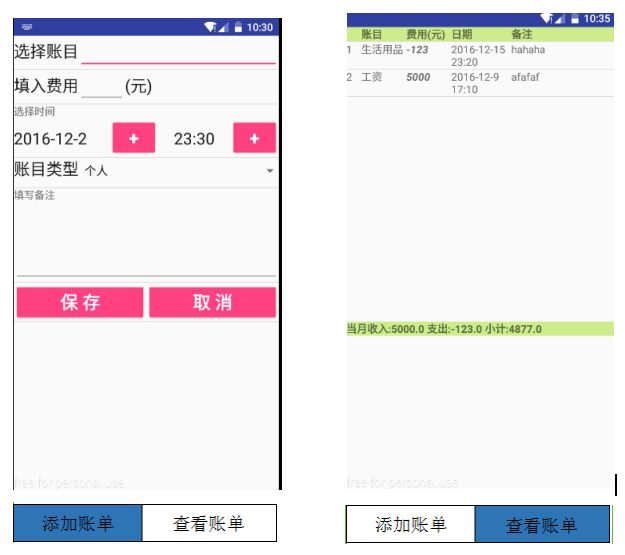 10:30
选择账目
填入费用 (元)
选择时间
2016-12-2 + 23:30 +
账目类型 个人
填写备注
保存 取消
free for personal use
添加账单 查看账单
10:35
账目 费用(元) 日期 备注
1 生活用品 -123 2016-12-15 hahaha
23:20
2 工资 5000 2016-12-9 afafaf
17:10
当月收入:5000.0 支出:-123.0 小计:4877.0
free for personal use
添加账单 查看账单